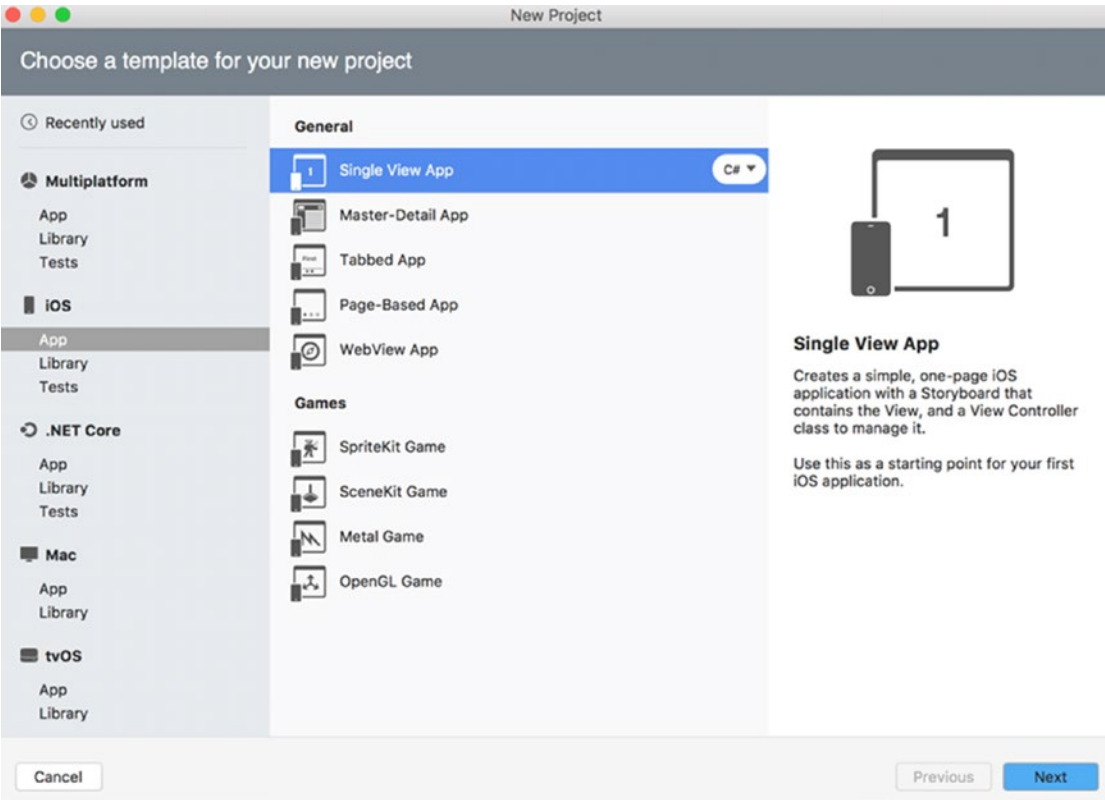 New Project
Choose a template for your new project
Recently used
Multiplatform
App
Library
Tests
iOS
App
Library
Tests
.NET Core
App
Library
Tests
Mac
App
Library
tvOS
App
Library
General
1
Single View App
C#
Master-Detail App
First
Tabbed App
Page-Based App
WebView App
Games
SpriteKit Game
SceneKit Game
Metal Game
OpenGL Game
1
Single View App
Creates a simple, one-page iOS
application with a Storyboard that
contains the View, and a View Controller
class to manage it.
Use this as a starting point for your first
iOS application.
Cancel
Previous
Next